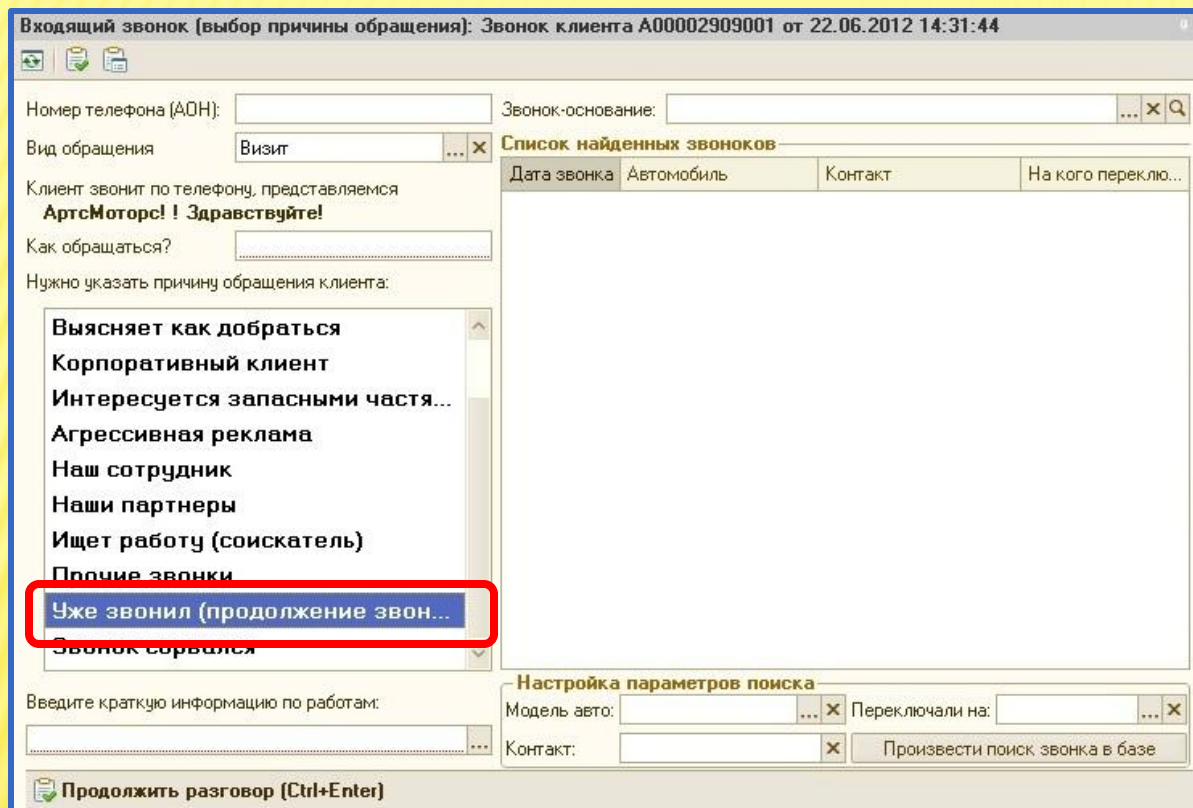 Входящий звонок (выбор причины обращения): Звонок клиента А00002909001 от 22.06.2012 14:31:44
Номер телефона (АОН):
Вид обращения Визит ... ×
Клиент звонит по телефону, представляемся
АртсМоторс! ! Здравствуйте!
Как обращаться?
Нужно указать причину обращения клиента:
Выясняет как добраться
Корпоративный клиент
Интересуется запасными частя...
Агрессивная реклама
Наш сотрудник
Наши партнеры
Ищет работу (соискатель)
Прочие звонки
Уже звонил (продолжение звон...
Звонок сорвался
Введите краткую информацию по работам:
...
Звонок-основание: ... ×
Список найденных звоноков
Дата звонка Автомобиль Контакт На кого переклю...
Настройка параметров поиска
Модель авто: ... × Переключали на: ... ×
Контакт: × Произвести поиск звонка в базе
Продолжить разговор (Ctrl+Enter)